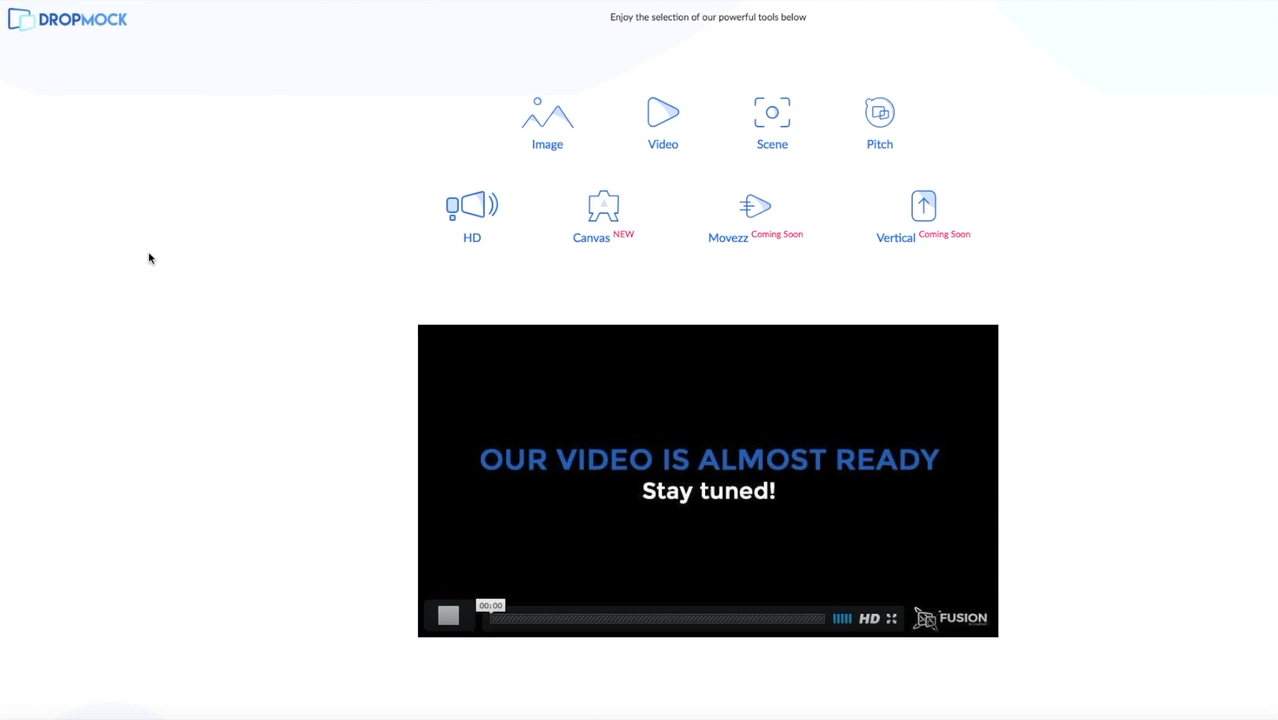 DROPMOCK
Enjoy the selection of our powerful tools below
Image
Video
Scene
Pitch
HD
Canvas NEW
Movezz Coming Soon
Vertical Coming Soon
OUR VIDEO IS ALMOST READY
Stay tuned!
00:00
HD
FUSION